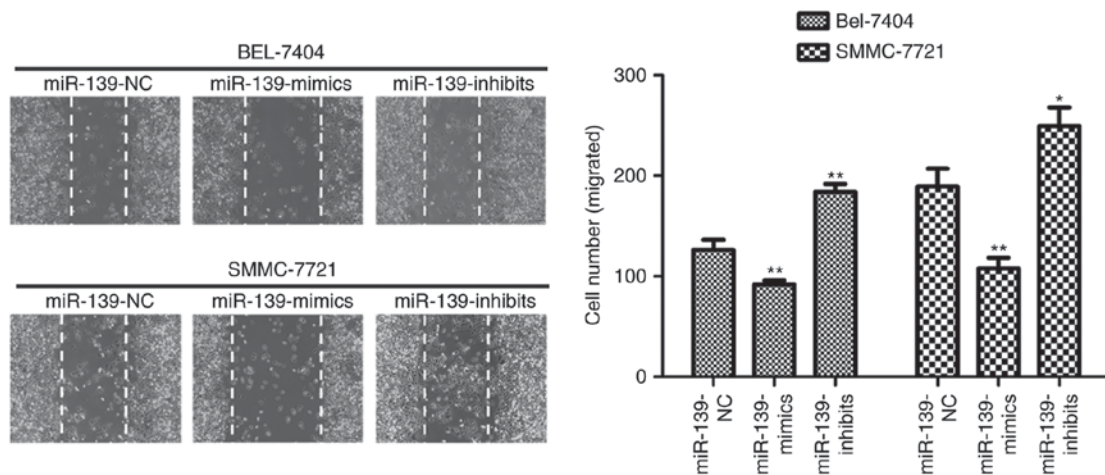 BEL-7404
miR-139-NC miR-139-mimics miR-139-inhibits
SMMC-7721
miR-139-NC miR-139-mimics miR-139-inhibits
Bel-7404
SMMC-7721
Cell number (migrated)
300
200
100
0
**
**
**
*
miR-139-
NC
miR-139-
mimics
miR-139-
inhibits
miR-139-
NC
miR-139-
mimics
miR-139-
inhibits